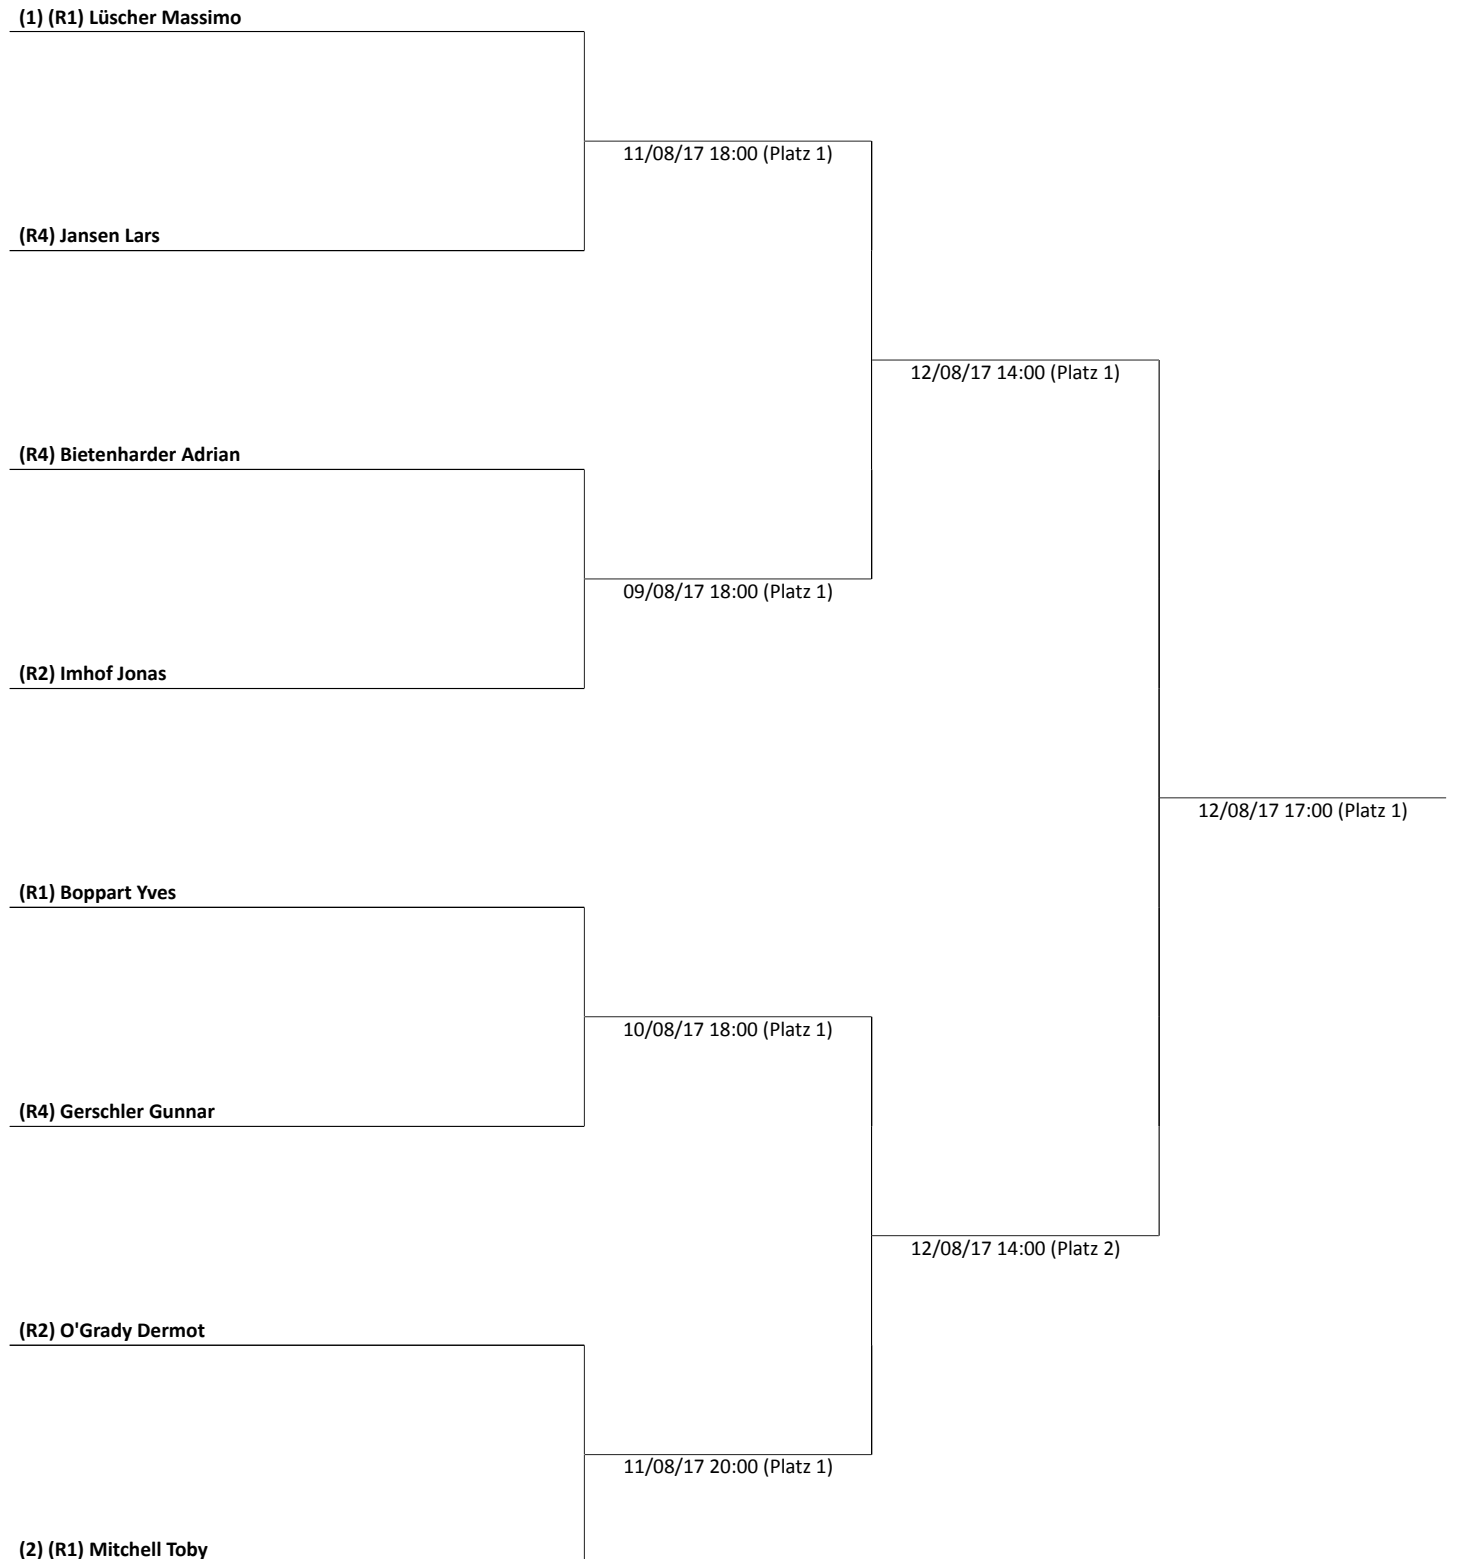 (1) (R1) Lüscher Massimo
11/08/17 18:00 (Platz 1)
(R4) Jansen Lars
12/08/17 14:00 (Platz 1)
(R4) Bietenharder Adrian
09/08/17 18:00 (Platz 1)
(R2) Imhof Jonas
12/08/17 17:00 (Platz 1)
(R1) Boppart Yves
10/08/17 18:00 (Platz 1)
(R4) Gerschler Gunnar
12/08/17 14:00 (Platz 2)
(R2) O'Grady Dermot
11/08/17 20:00 (Platz 1)
(2) (R1) Mitchell Toby